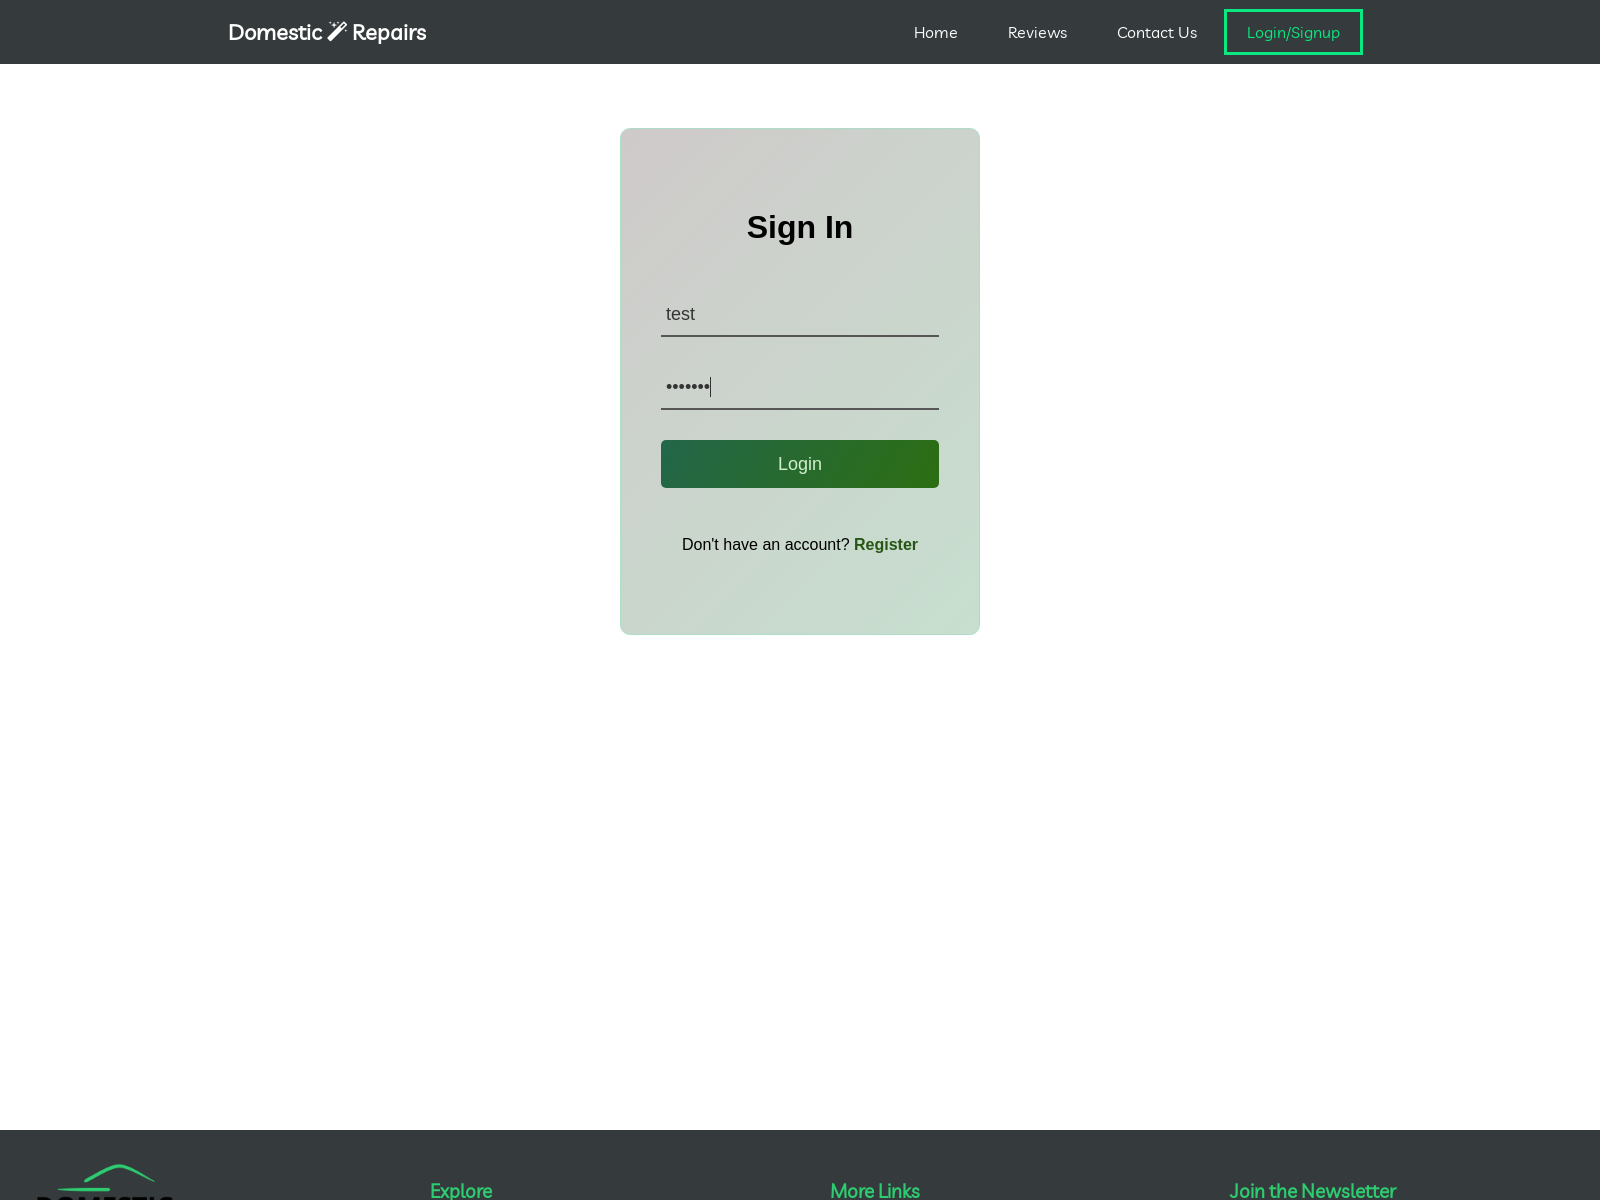 Domestic Repairs
Home
Reviews
Contact Us
Login/Signup
Sign In
test
•••••••
Login
Don't have an account? Register
DOMESTIC
Explore
More Links
Join the Newsletter